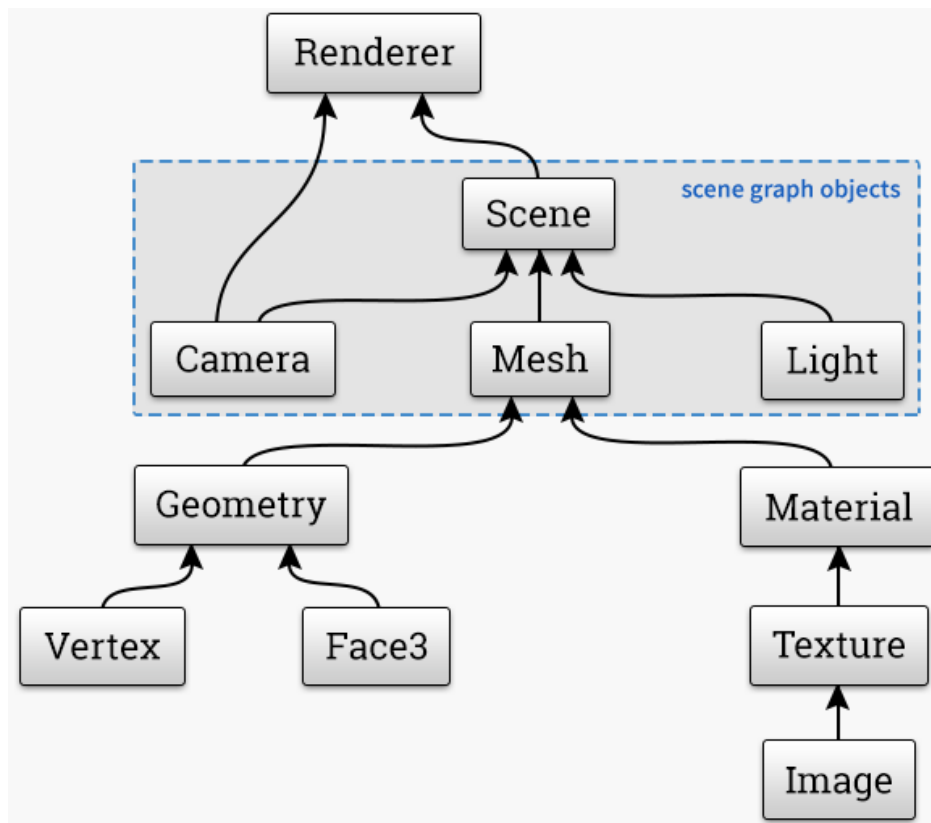 Renderer
scene graph objects
Scene
Camera
Mesh
Light
Geometry
Material
Vertex
Face3
Texture
Image